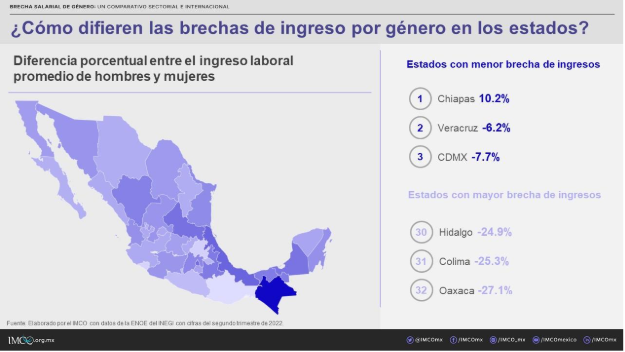 BRECHA SALARIAL DE GÉNERO: UN COMPARATIVO SECTORIAL E INTERNACIONAL
¿Cómo difieren las brechas de ingreso por género en los estados?
Diferencia porcentual entre el ingreso laboral
promedio de hombres y mujeres
Estados con menor brecha de ingresos
1 Chiapas 10.2%
2 Veracruz -6.2%
3 CDMX -7.7%
Estados con mayor brecha de ingresos
30 Hidalgo -24.9%
31 Colima -25.3%
32 Oaxaca -27.1%
Fuente: Elaborado por el IMCO con datos de la ENOE del INEGI con cifras del segundo trimestre de 2022.
IMCO.org.mx @IMCOmx /IMCOmx /IMCO_mx /IMCOmexico /IMCOmx